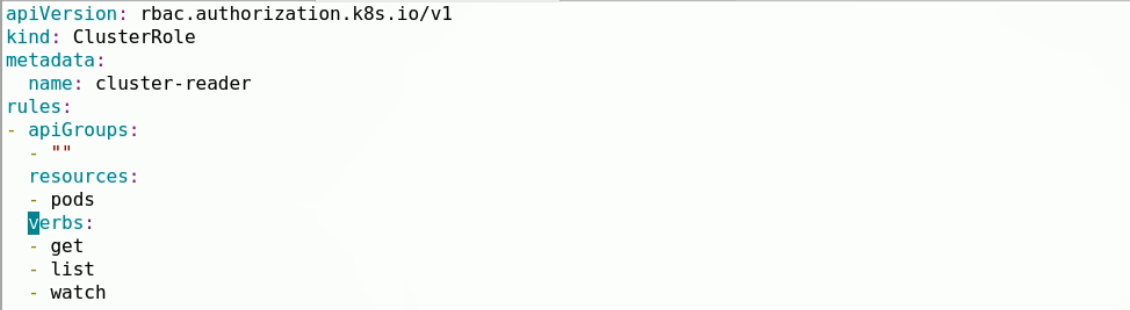 apiVersion: rbac.authorization.k8s.io/v1
kind: ClusterRole
metadata:
  name: cluster-reader
rules:
- apiGroups:
  - ""
  resources:
  - pods
  verbs:
  - get
  - list
  - watch